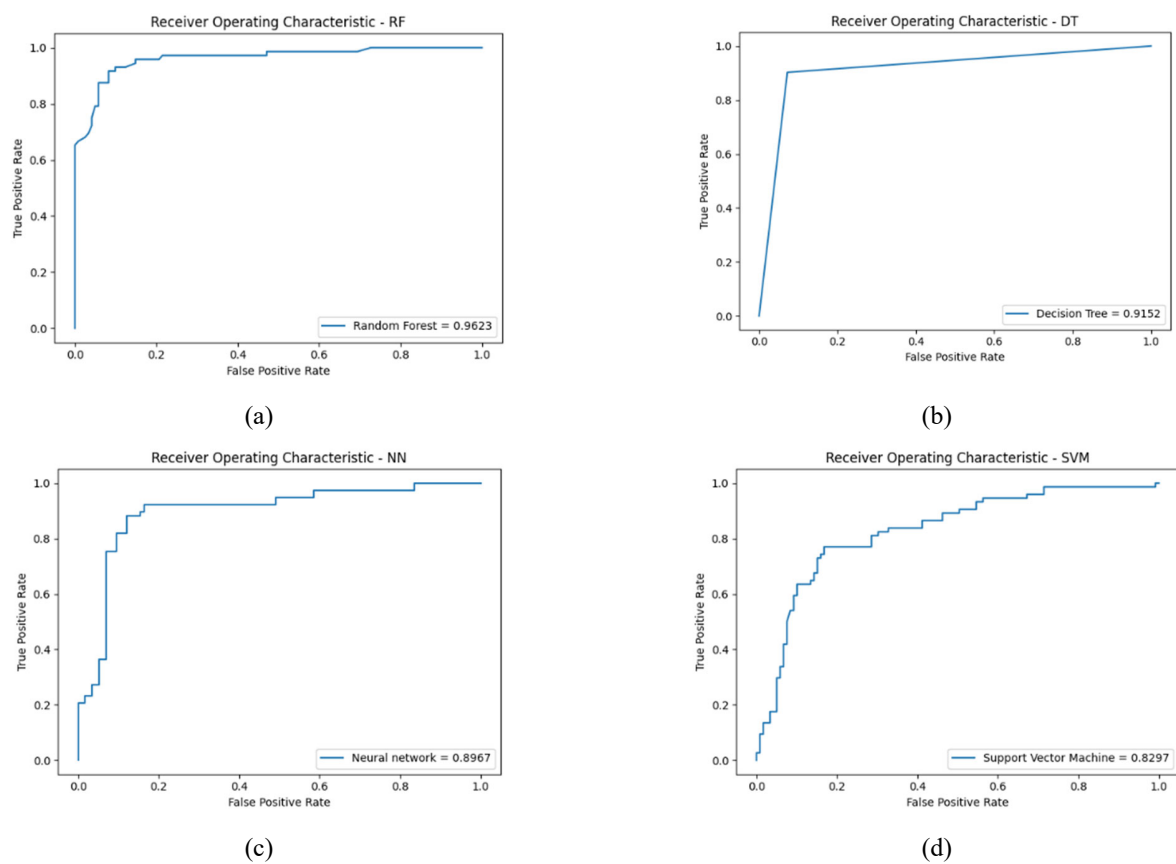 Receiver Operating Characteristic - RF
1.0
0.8
0.6
0.4
0.2
0.0
True Positive Rate
Random Forest = 0.9623
0.0 0.2 0.4 0.6 0.8 1.0
False Positive Rate
(a)
Receiver Operating Characteristic - DT
1.0
0.8
0.6
0.4
0.2
0.0
True Positive Rate
Decision Tree = 0.9152
0.0 0.2 0.4 0.6 0.8 1.0
False Positive Rate
(b)
Receiver Operating Characteristic - NN
1.0
0.8
0.6
0.4
0.2
0.0
True Positive Rate
Neural network = 0.8967
0.0 0.2 0.4 0.6 0.8 1.0
False Positive Rate
(c)
Receiver Operating Characteristic - SVM
1.0
0.8
0.6
0.4
0.2
0.0
True Positive Rate
Support Vector Machine = 0.8297
0.0 0.2 0.4 0.6 0.8 1.0
False Positive Rate
(d)